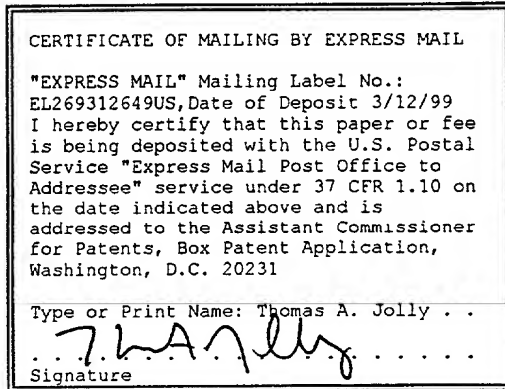 CERTIFICATE OF MAILING BY EXPRESS MAIL
"EXPRESS MAIL" Mailing Label No.:
EL269312649US,Date of Deposit 3/12/99
I hereby certify that this paper or fee
is being deposited with the U.S. Postal
Service "Express Mail Post Office to
Addressee" service under 37 CFR 1.10 on
the date indicated above and is
addressed to the Assistant Commissioner
for Patents, Box Patent Application,
Washington, D.C. 20231
Type or Print Name: Thomas A. Jolly . .
Signature